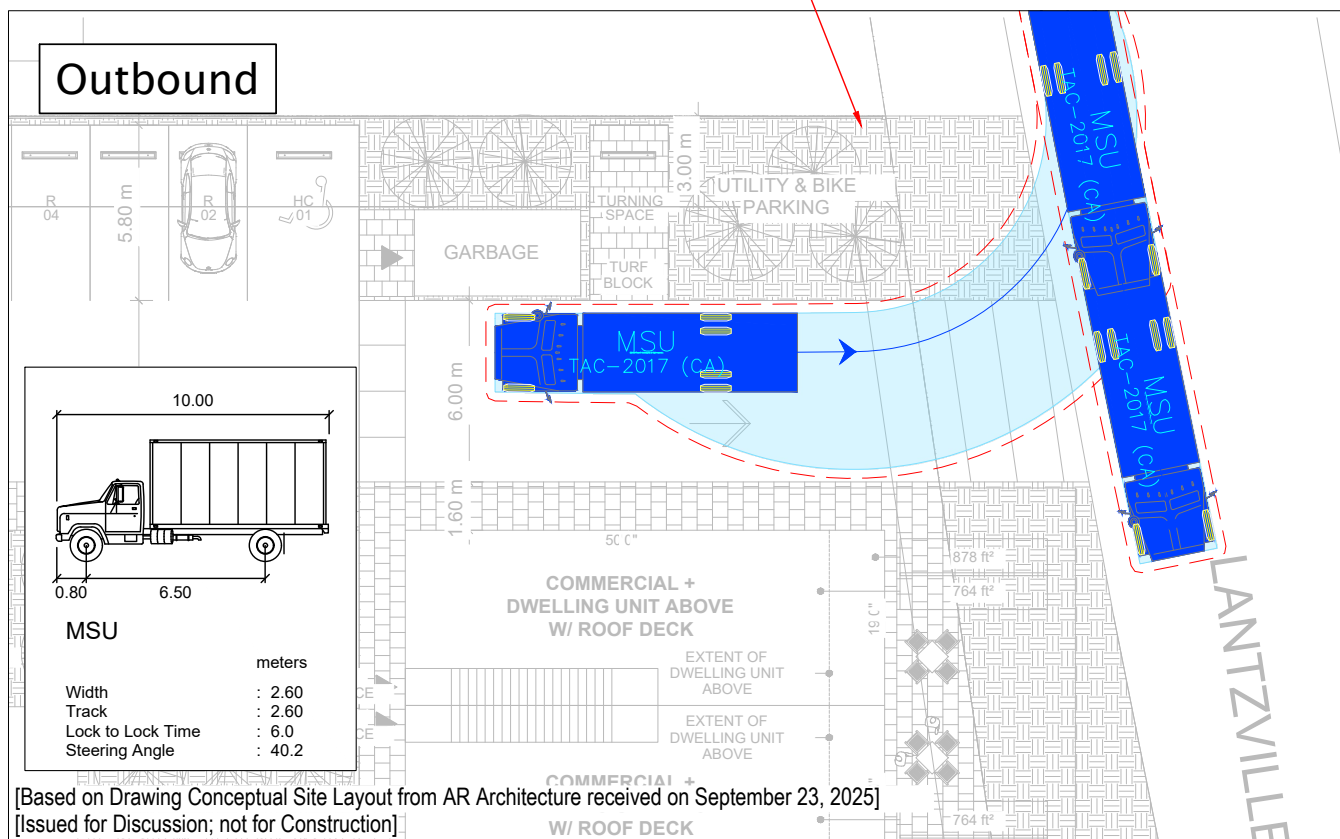 Outbound
R
04
5.80 m
R
02
HC
01
GARBAGE
TURNING
SPACE
TURF
BLOCK
3.00 m
UTILITY & BIKE
PARKING
MSU
TAC-2017 (CA)
MSU
TAC-2017 (CA)
MSU
TAC-2017 (CA)
6.00 m
1.60 m
10.00
0.80
6.50
MSU
meters
Width : 2.60
Track : 2.60
Lock to Lock Time : 6.0
Steering Angle : 40.2
COMMERCIAL +
DWELLING UNIT ABOVE
W/ ROOF DECK
878 ft²
764 ft²
EXTENT OF
DWELLING UNIT
ABOVE
EXTENT OF
DWELLING UNIT
ABOVE
COMMERCIAL +
W/ ROOF DECK
764 ft²
LANTZVILLE
[Based on Drawing Conceptual Site Layout from AR Architecture received on September 23, 2025]
[Issued for Discussion; not for Construction]